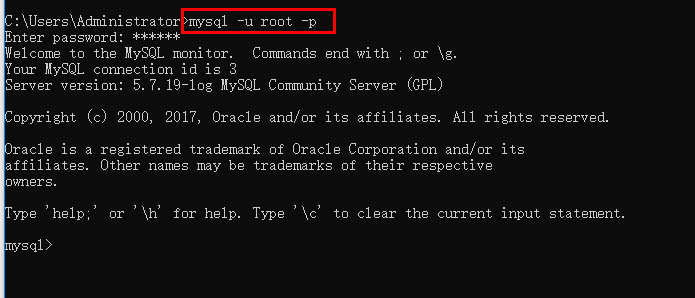 C:\Users\Administrator>mysql -u root -p
Enter password: ******
Welcome to the MySQL monitor.  Commands end with ; or \g.
Your MySQL connection id is 3
Server version: 5.7.19-log MySQL Community Server (GPL)
Copyright (c) 2000, 2017, Oracle and/or its affiliates. All rights reserved.
Oracle is a registered trademark of Oracle Corporation and/or its
affiliates. Other names may be trademarks of their respective
owners.
Type 'help;' or '\h' for help. Type '\c' to clear the current input statement.
mysql>